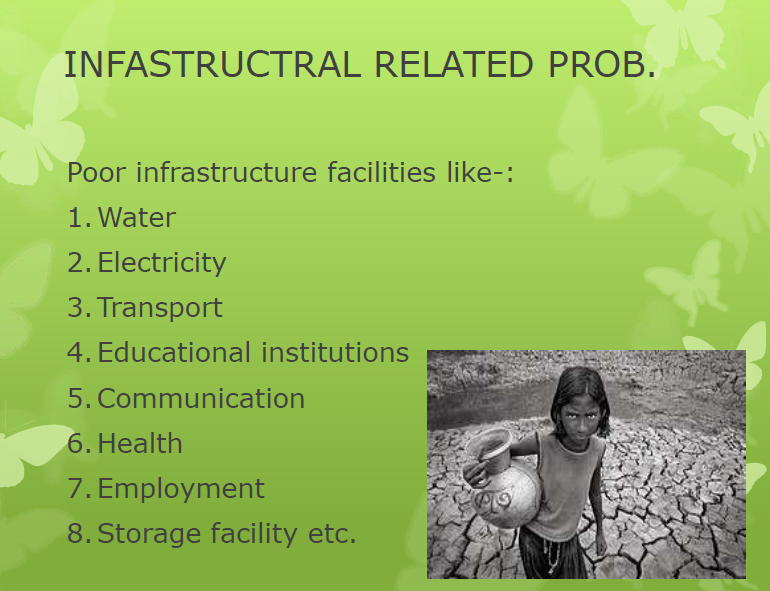 INFASTRUCTRAL RELATED PROB.
Poor infrastructure facilities like-:
1. Water
2. Electricity
3. Transport
4. Educational institutions
5. Communication
6. Health
7. Employment
8. Storage facility etc.